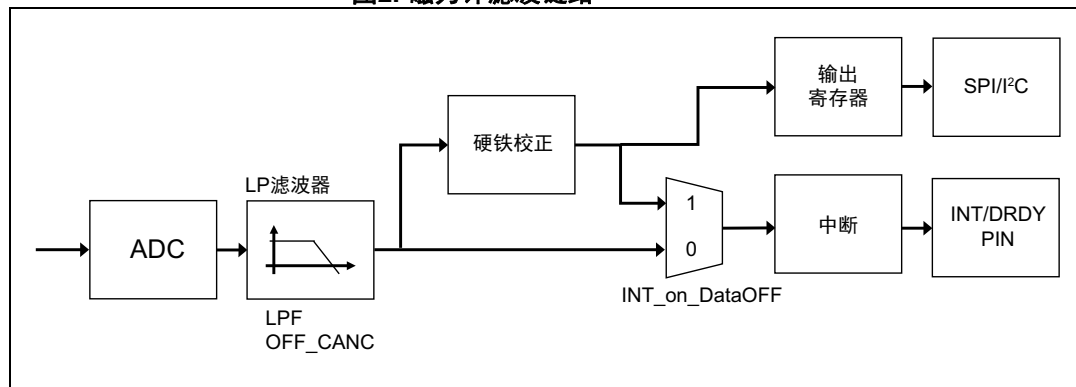 输出
寄存器
SPI/I²C
硬铁校正
LP滤波器
ADC
1
0
中断
INT/DRDY
PIN
INT_on_DataOFF
LPF
OFF_CANC